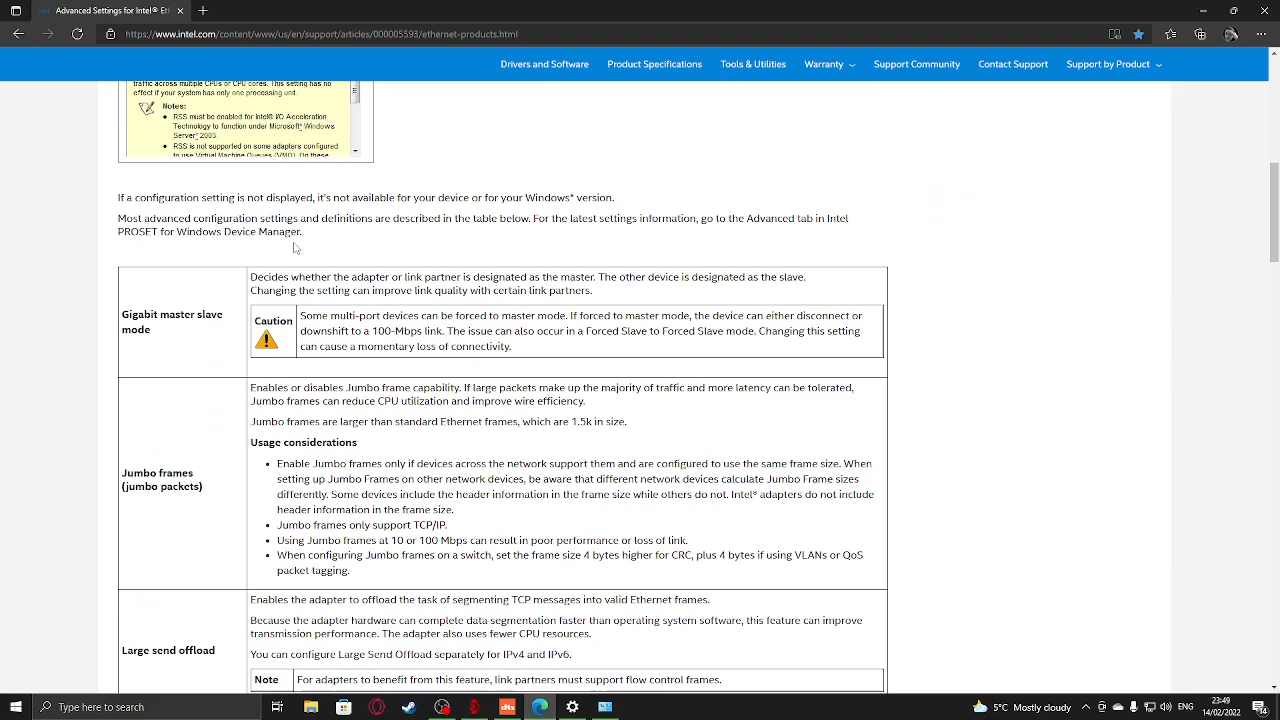 Advanced Settings for Intel® Et
https://www.intel.com/content/www/us/en/support/articles/000005593/ethernet-products.html
Drivers and Software Product Specifications Tools & Utilities Warranty Support Community Contact Support Support by Product
traffic across multiple CPUs or CPU cores. This setting has no
effect if your system has only one processing unit.
Notes:
RSS must be enabled for Intel® I/O Acceleration
Technology to function under Microsoft* Windows
Server* 2003.
RSS is not supported on some adapters configured
to use Virtual Machine Queues (VMQ). On these
If a configuration setting is not displayed, it's not available for your device or for your Windows* version.
Most advanced configuration settings and definitions are described in the table below. For the latest settings information, go to the Advanced tab in Intel
PROSET for Windows Device Manager.
Gigabit master slave
mode
Decides whether the adapter or link partner is designated as the master. The other device is designated as the slave.
Changing the setting can improve link quality with certain link partners.
Caution
Some multi-port devices can be forced to master mode. If forced to master mode, the device can either disconnect or
downshift to a 100-Mbps link. The issue can also occur in a Forced Slave to Forced Slave mode. Changing this setting
can cause a momentary loss of connectivity.
Jumbo frames
(jumbo packets)
Enables or disables Jumbo frame capability. If large packets make up the majority of traffic and more latency can be tolerated,
Jumbo frames can reduce CPU utilization and improve wire efficiency.
Jumbo frames are larger than standard Ethernet frames, which are 1.5k in size.
Usage considerations
• Enable Jumbo frames only if devices across the network support them and are configured to use the same frame size. When
setting up Jumbo Frames on other network devices, be aware that different network devices calculate Jumbo Frame sizes
differently. Some devices include the header information in the frame size while others do not. Intel® adapters do not include
header information in the frame size.
• Jumbo frames only support TCP/IP.
• Using Jumbo frames at 10 or 100 Mbps can result in poor performance or loss of link.
• When configuring Jumbo frames on a switch, set the frame size 4 bytes higher for CRC, plus 4 bytes if using VLANs or QoS
packet tagging.
Large send offload
Enables the adapter to offload the task of segmenting TCP messages into valid Ethernet frames.
Because the adapter hardware can complete data segmentation faster than operating system software, this feature can improve
transmission performance. The adapter also uses fewer CPU resources.
You can configure Large Send Offload separately for IPv4 and IPv6.
Note For adapters to benefit from this feature, link partners must support flow control frames.
Type here to search
dts
5°C Mostly cloudy
ENG
23:49
14/02/2022